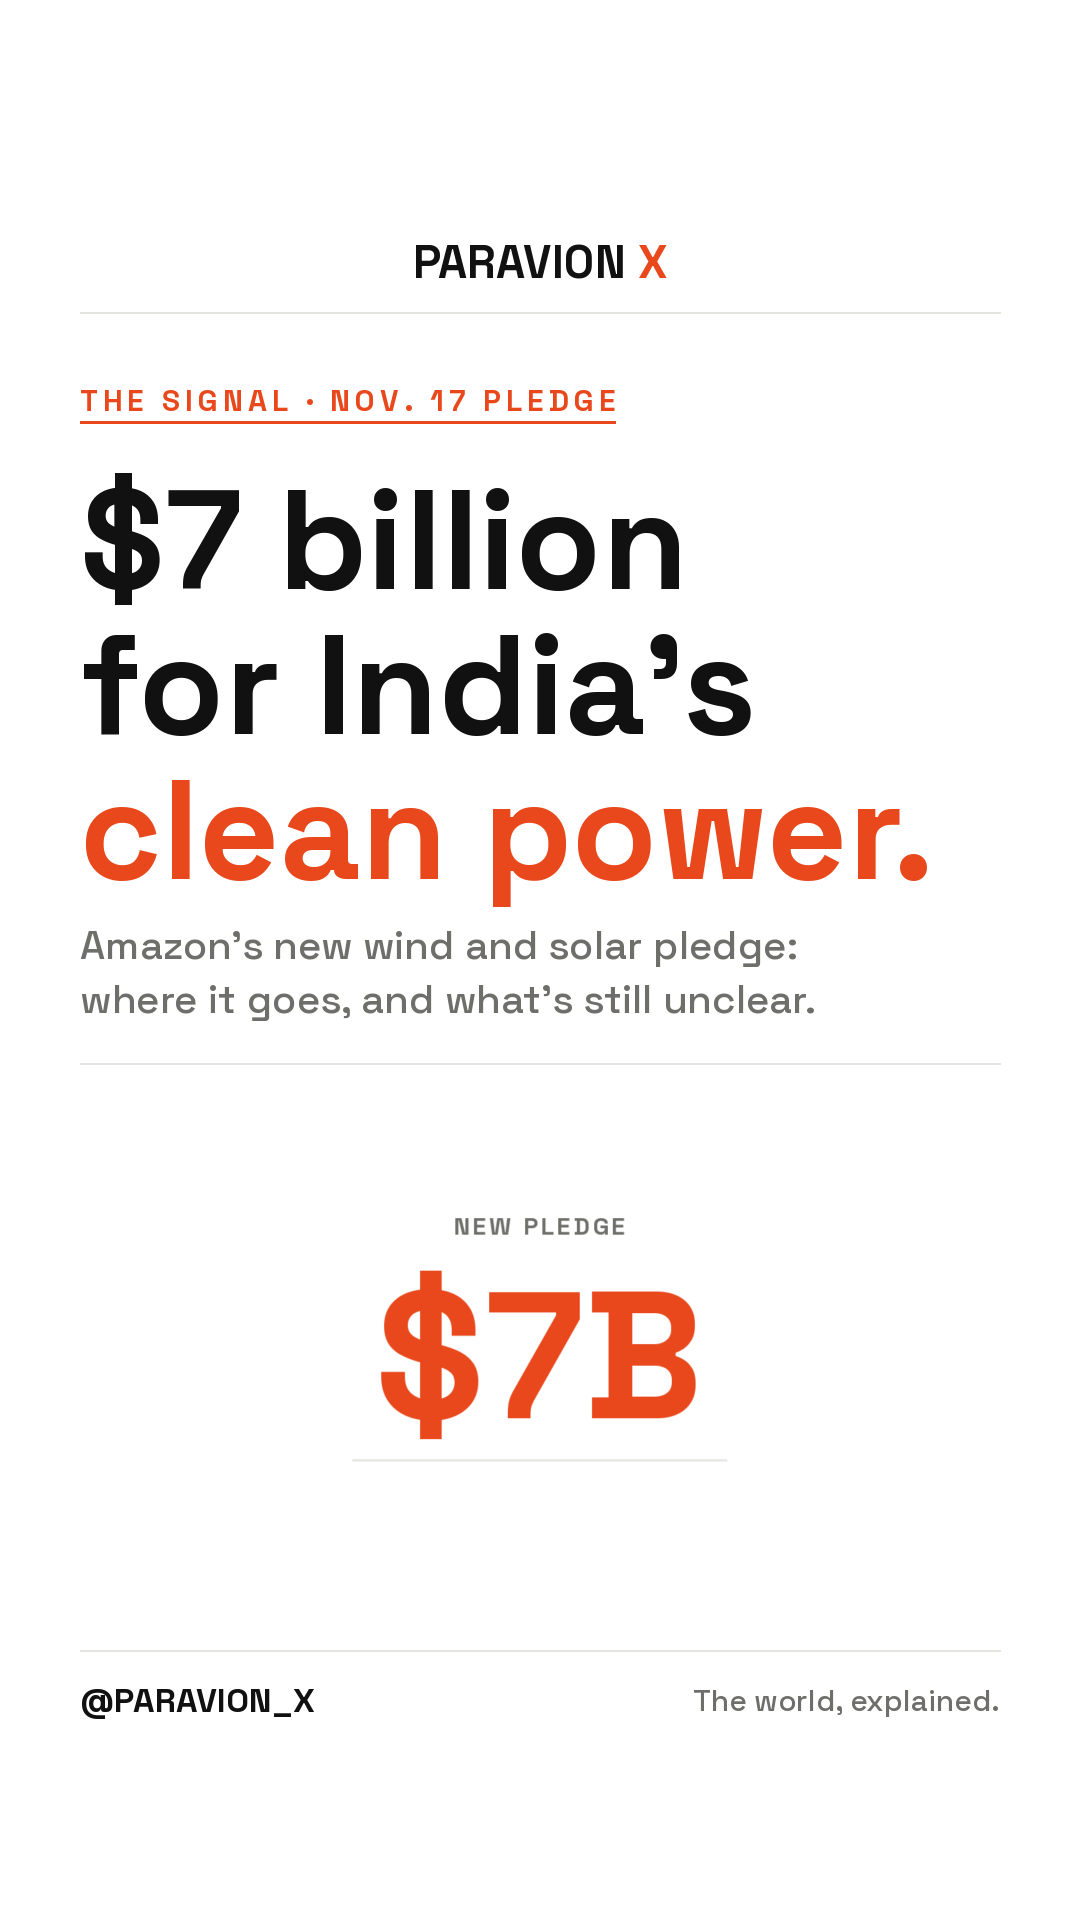 PARAVION X
THE SIGNAL · NOV. 17 PLEDGE
$7 billion
for India’s
clean power.
Amazon’s new wind and solar pledge:
where it goes, and what’s still unclear.
NEW PLEDGE
$7B
@PARAVION_X
The world, explained.